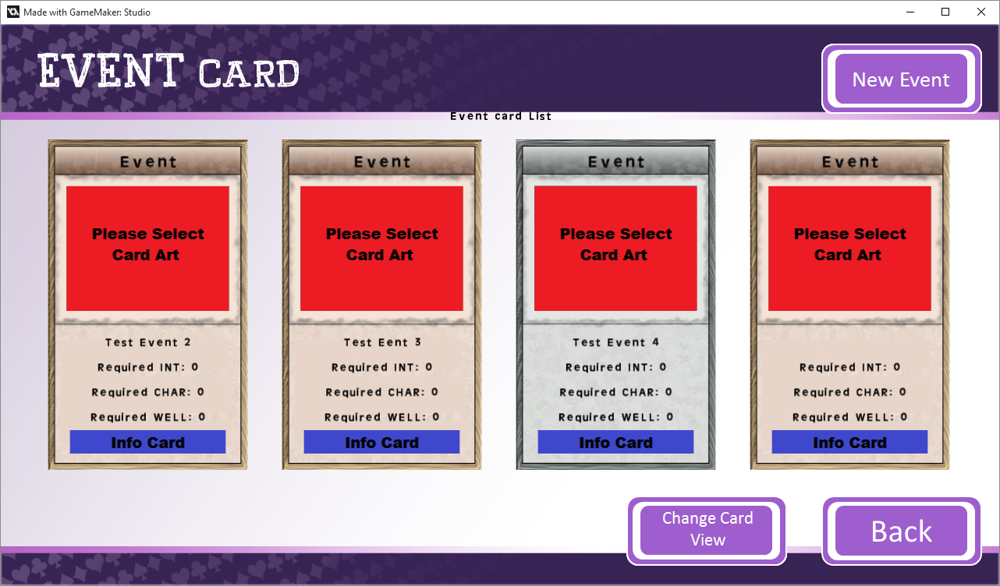 Made with GameMaker: Studio
EVENT CARD
New Event
Event card List
Event
Please Select
Card Art
Test Event 2
Required INT: 0
Required CHAR: 0
Required WELL: 0
Info Card
Event
Please Select
Card Art
Test Eent 3
Required INT: 0
Required CHAR: 0
Required WELL: 0
Info Card
Event
Please Select
Card Art
Test Event 4
Required INT: 0
Required CHAR: 0
Required WELL: 0
Info Card
Event
Please Select
Card Art
Required INT: 0
Required CHAR: 0
Required WELL: 0
Info Card
Change Card
View
Back